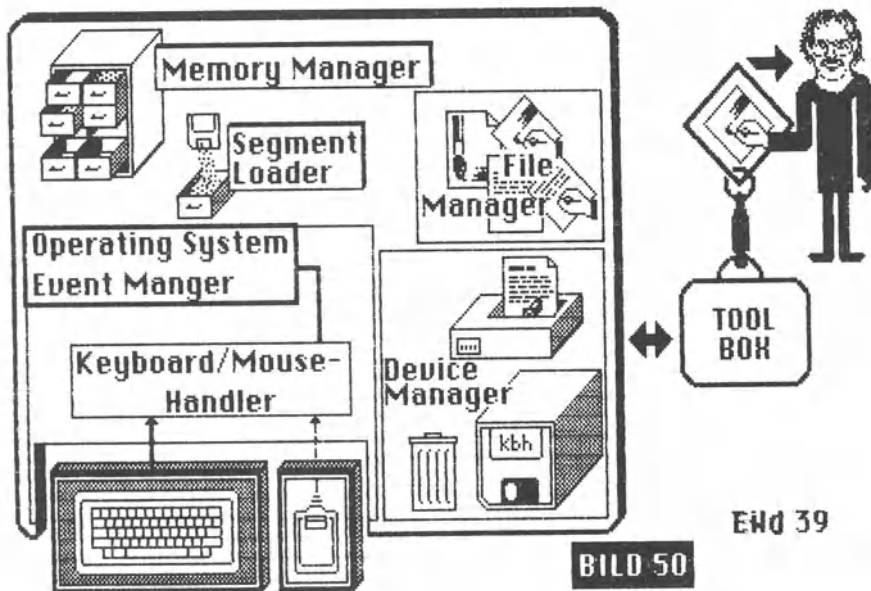 Memory Manager
Segment
Loader
File
Manager
Operating System
Event Manger
TOOL
BOX
Keyboard/Mouse-
Handler
Device
Manager
kbh
EWd 39
BILD 50